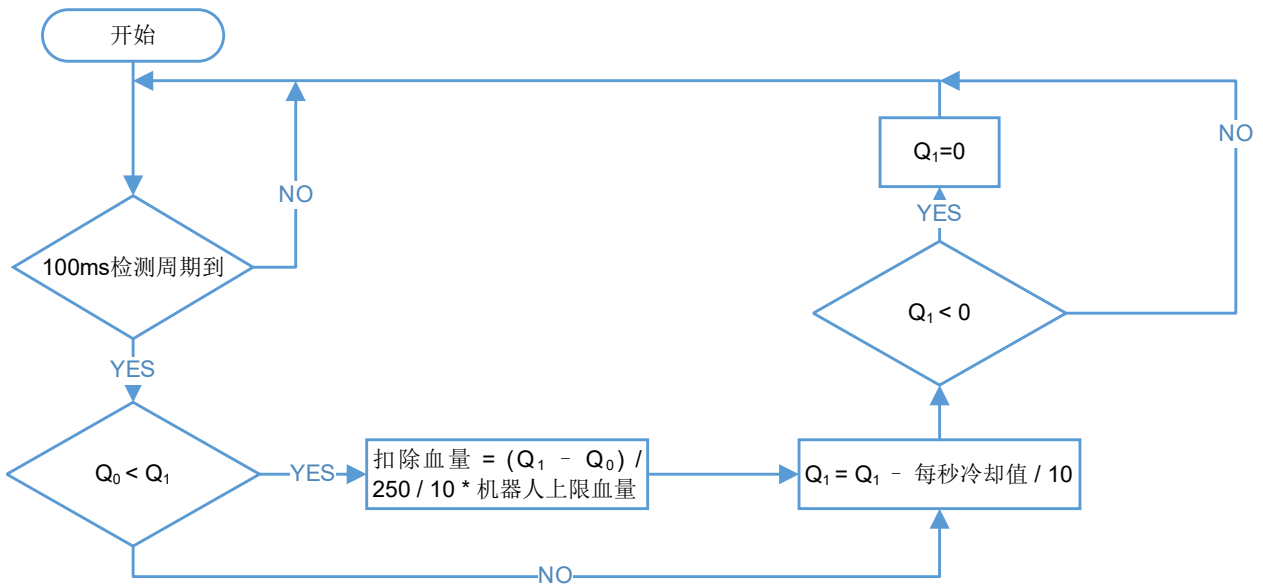 开始
NO
100ms检测周期到
YES
Q₀ < Q₁
YES
扣除血量 = (Q₁ – Q₀) /
250 / 10 * 机器人上限血量
NO
Q₁ = Q₁ – 每秒冷却值 / 10
Q₁ < 0
YES
Q₁=0
NO